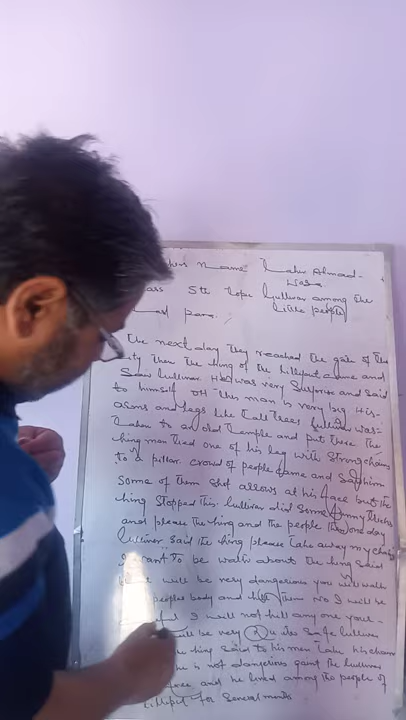 Name Tahir Ahmad
5th Topic Gulliver among the
little people
Last para.
The next day they reached the gate of the
city then the king of the lilliput came and
saw Gulliver. He was very surprise and said
to himself OH this man is very big His
arms and legs like tall trees Gulliver was
taken to an old temple and put there The
king man tied one of his leg with strong chains
to a pillar crowd of people came and saw him
Some of them shot allows at his face but the
king stopped this. Gulliver did some funny tricks
and please the king and the people one day
Gulliver said the king please take away my chain
I want to be walk about the king said
it will be very dangerous you will walk
people body and kill Them No I will be
I will not kill any one your
will be very safe Gulliver
king said to his men Take his chain
he is not dangerous
and he lived among the people of
lilliput for several months